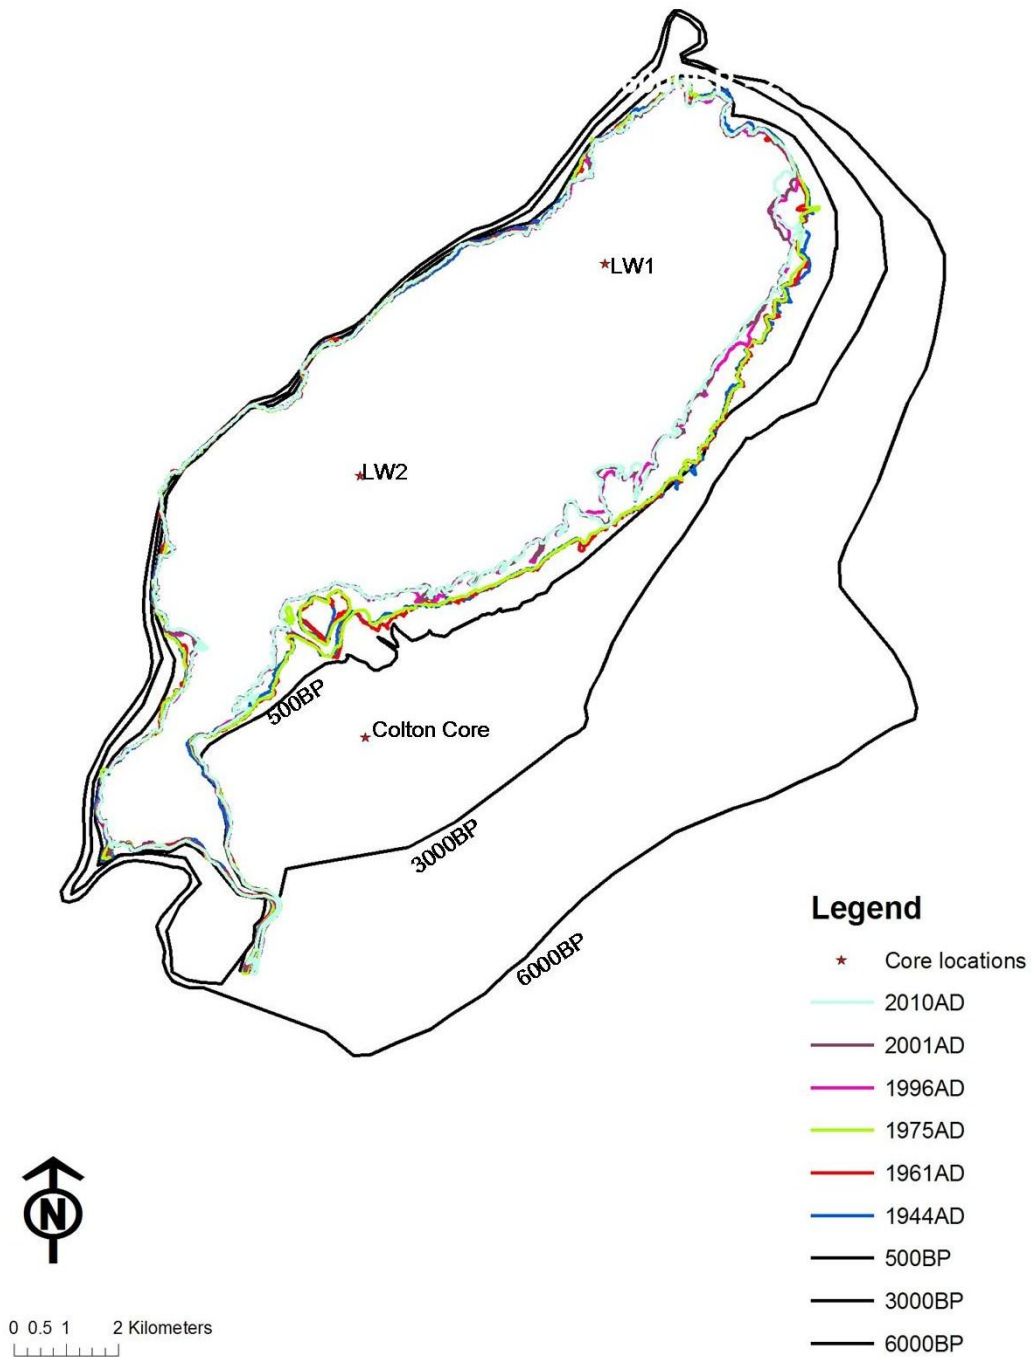 LW1
LW2
500BP
Colton Core
3000BP
6000BP
Legend
Core locations
2010AD
2001AD
1996AD
1975AD
1961AD
1944AD
500BP
3000BP
6000BP
N
0 0.5 1 2 Kilometers